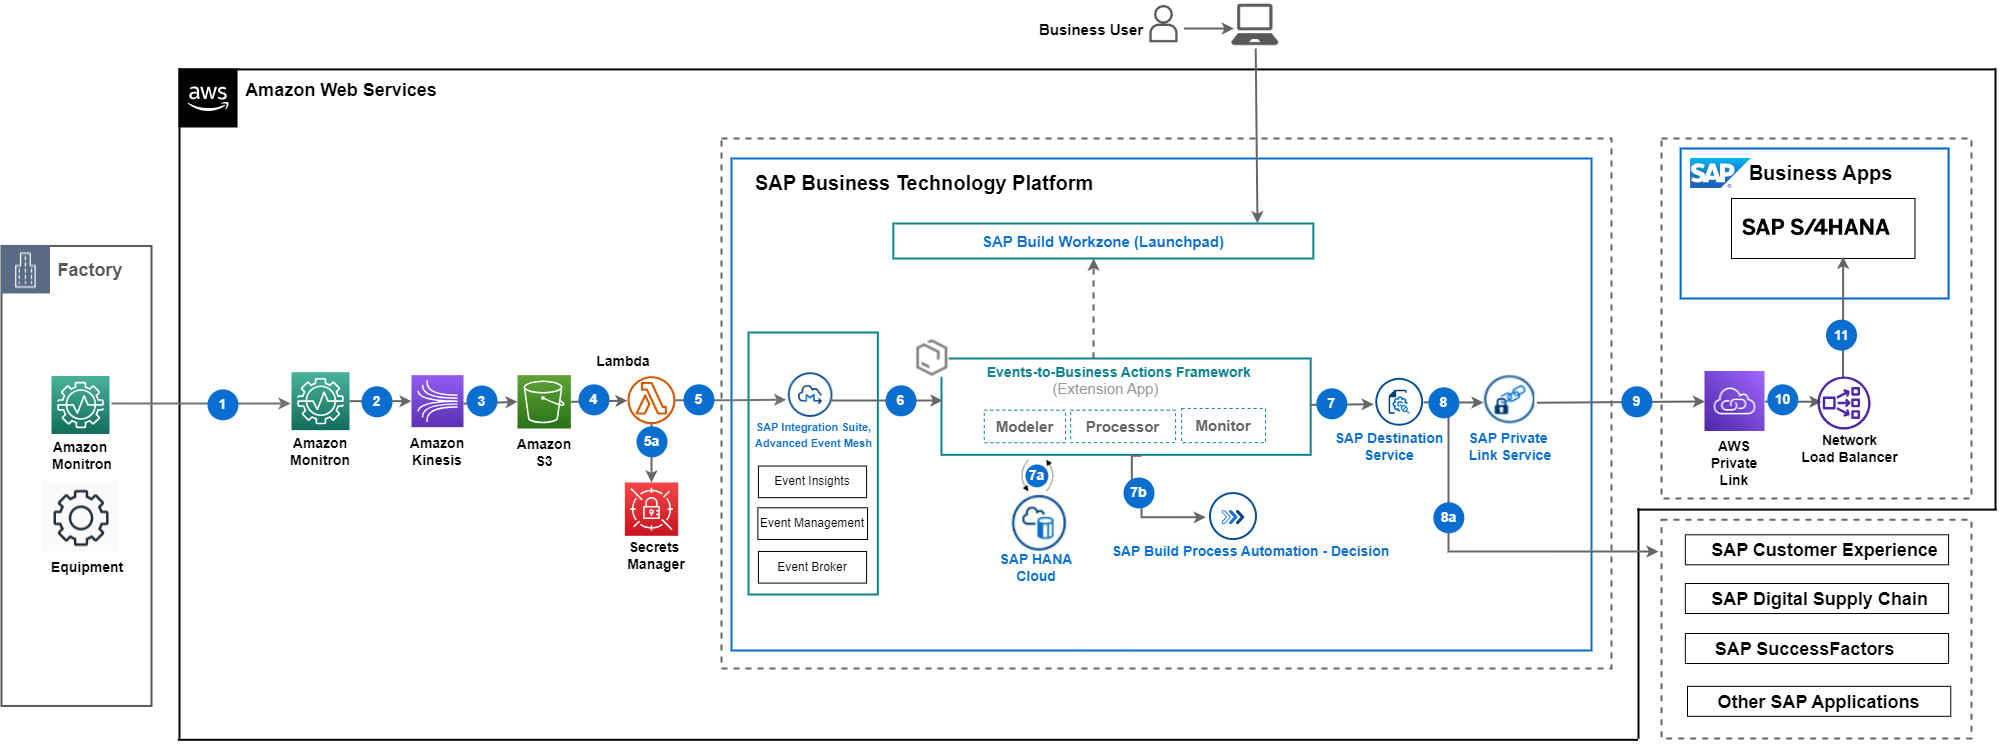 Business User
aws
Amazon Web Services
Factory
Amazon
Monitron
Equipment
1
Amazon
Monitron
2
Amazon
Kinesis
3
Amazon
S3
4
Lambda
5
5a
Secrets
Manager
SAP Business Technology Platform
SAP Build Workzone (Launchpad)
SAP Integration Suite,
Advanced Event Mesh
Event Insights
Event Management
Event Broker
6
Events-to-Business Actions Framework
(Extension App)
Modeler
Processor
Monitor
7a
SAP HANA
Cloud
7b
SAP Build Process Automation - Decision
7
SAP Destination
Service
8
SAP Private
Link Service
8a
9
SAP
Business Apps
SAP S/4HANA
11
AWS
Private
Link
10
Network
Load Balancer
SAP Customer Experience
SAP Digital Supply Chain
SAP SuccessFactors
Other SAP Applications